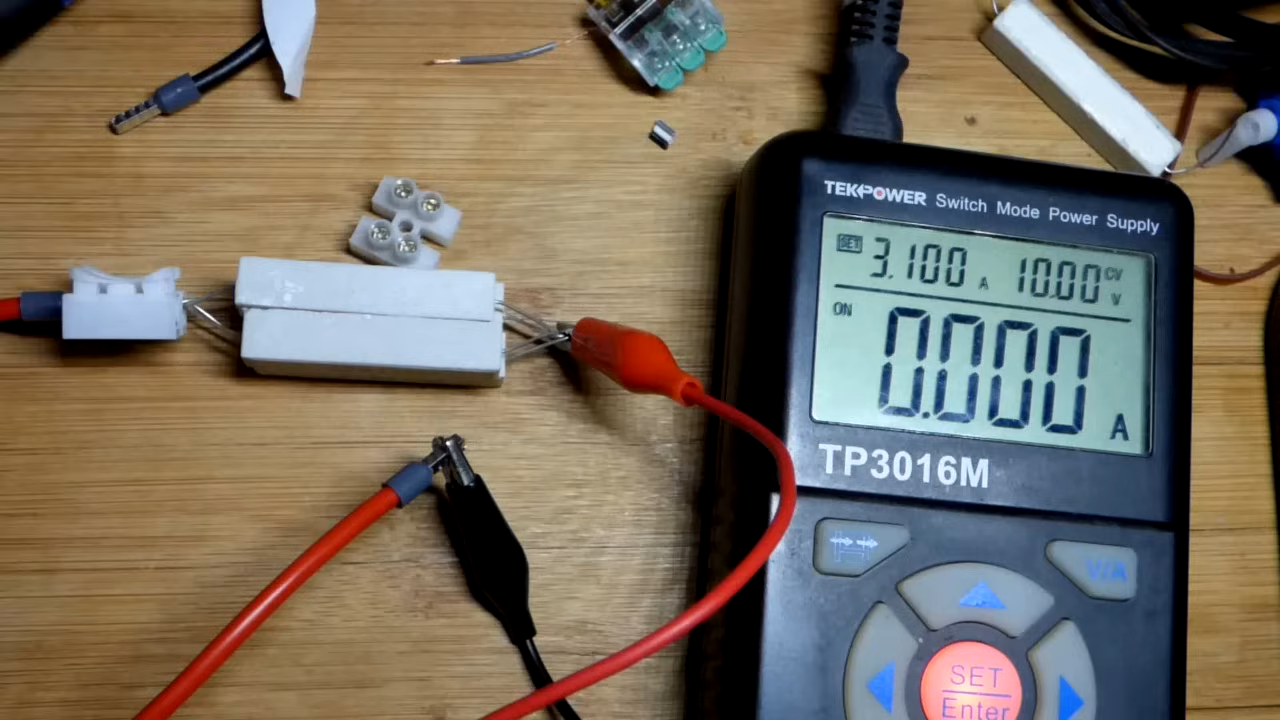 TEKPOWER Switch Mode Power Supply
SET 3.100 A 10.00 CV V
ON 0.000 A
TP3016M
V/A
SET
Enter